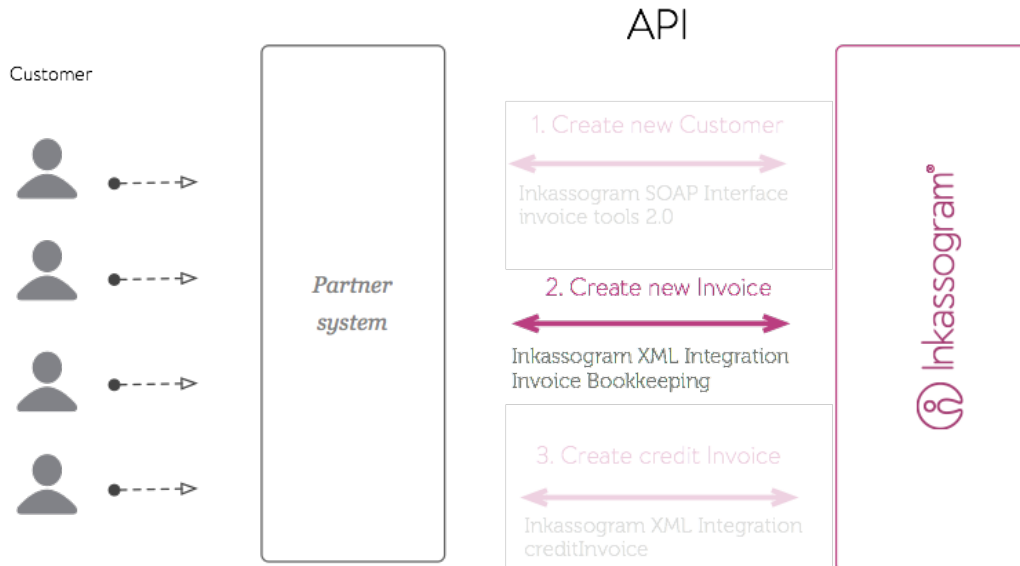 API
Customer
1. Create new Customer
Inkassogram SOAP Interface
invoice tools 2.0
Partner
system
2. Create new Invoice
Inkassogram XML Integration
Invoice Bookkeeping
3. Create credit Invoice
Inkassogram XML Integration
creditInvoice
Inkassogram®